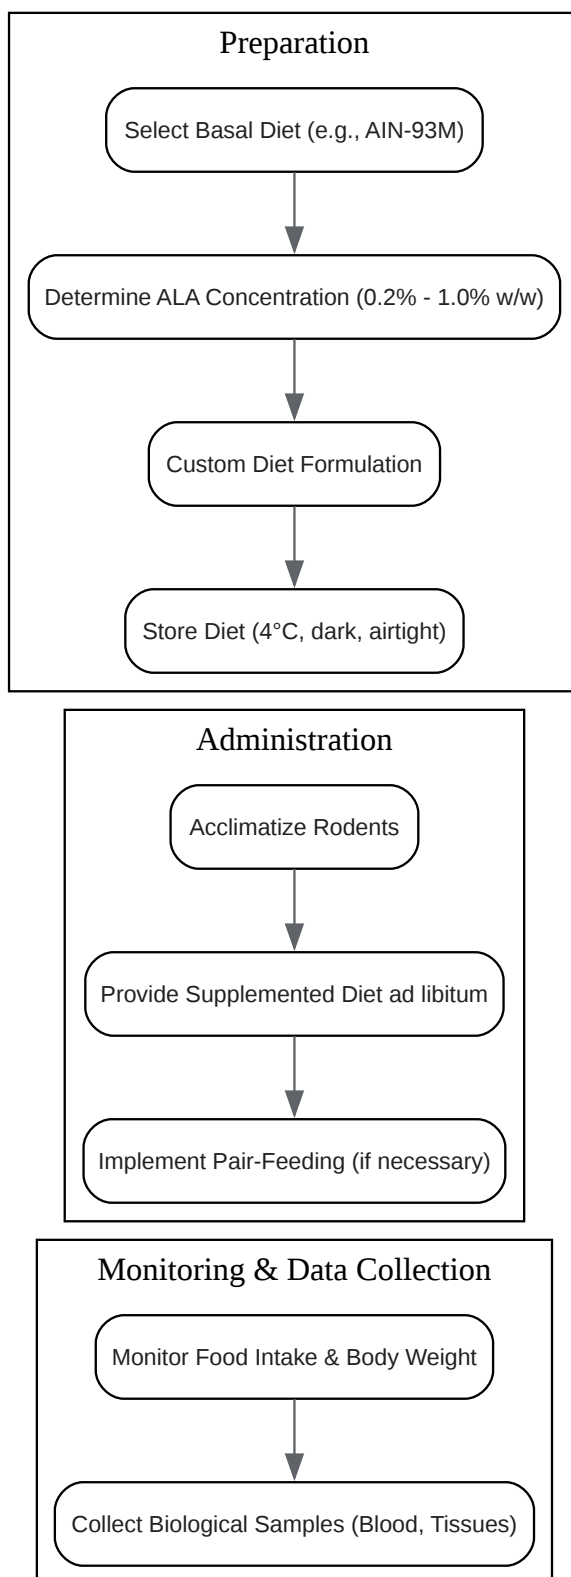 Preparation
Select Basal Diet (e.g., AIN-93M)
Determine ALA Concentration (0.2% - 1.0% w/w)
Custom Diet Formulation
Store Diet (4°C, dark, airtight)
Administration
Acclimatize Rodents
Provide Supplemented Diet ad libitum
Implement Pair-Feeding (if necessary)
Monitoring & Data Collection
Monitor Food Intake & Body Weight
Collect Biological Samples (Blood, Tissues)